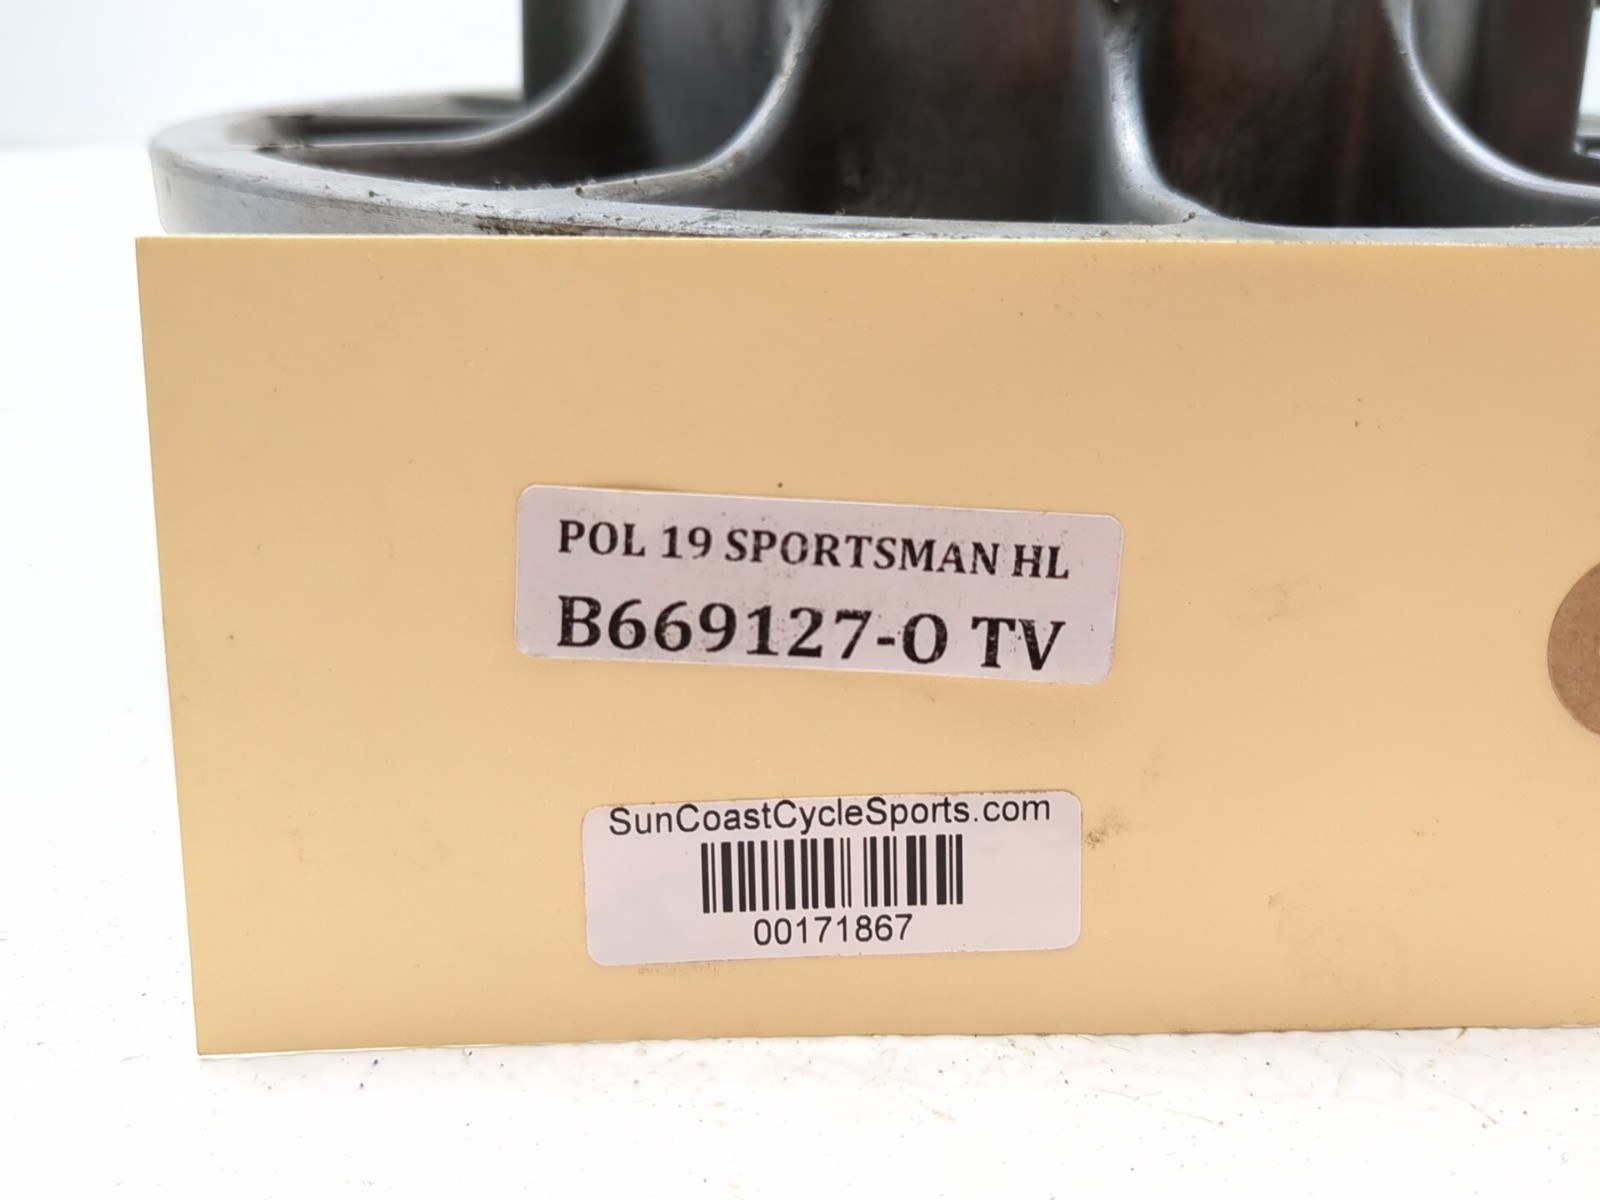 POL 19 SPORTSMAN HL
B669127-O TV
SunCoastCycleSports.com
00171867